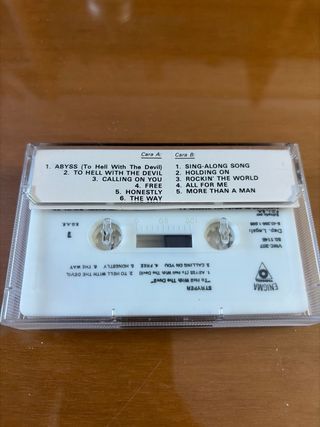 Cara A:
1. ABYSS (To Hell With The Devil)
2. TO HELL WITH THE DEVIL
3. CALLING ON YOU
4. FREE
5. HONESTLY
6. THE WAY
Cara B:
1. SING-ALONG SONG
2. HOLDING ON
3. ROCKIN' THE WORLD
4. ALL FOR ME
5. MORE THAN A MAN
ENIGMA
STRYPER
"To Hell With The Devil"
1. ABYSS (To Hell With The Devil)
2. TO HELL WITH THE DEVIL
3. CALLING ON YOU 4. FREE
5. HONESTLY 6. THE WAY